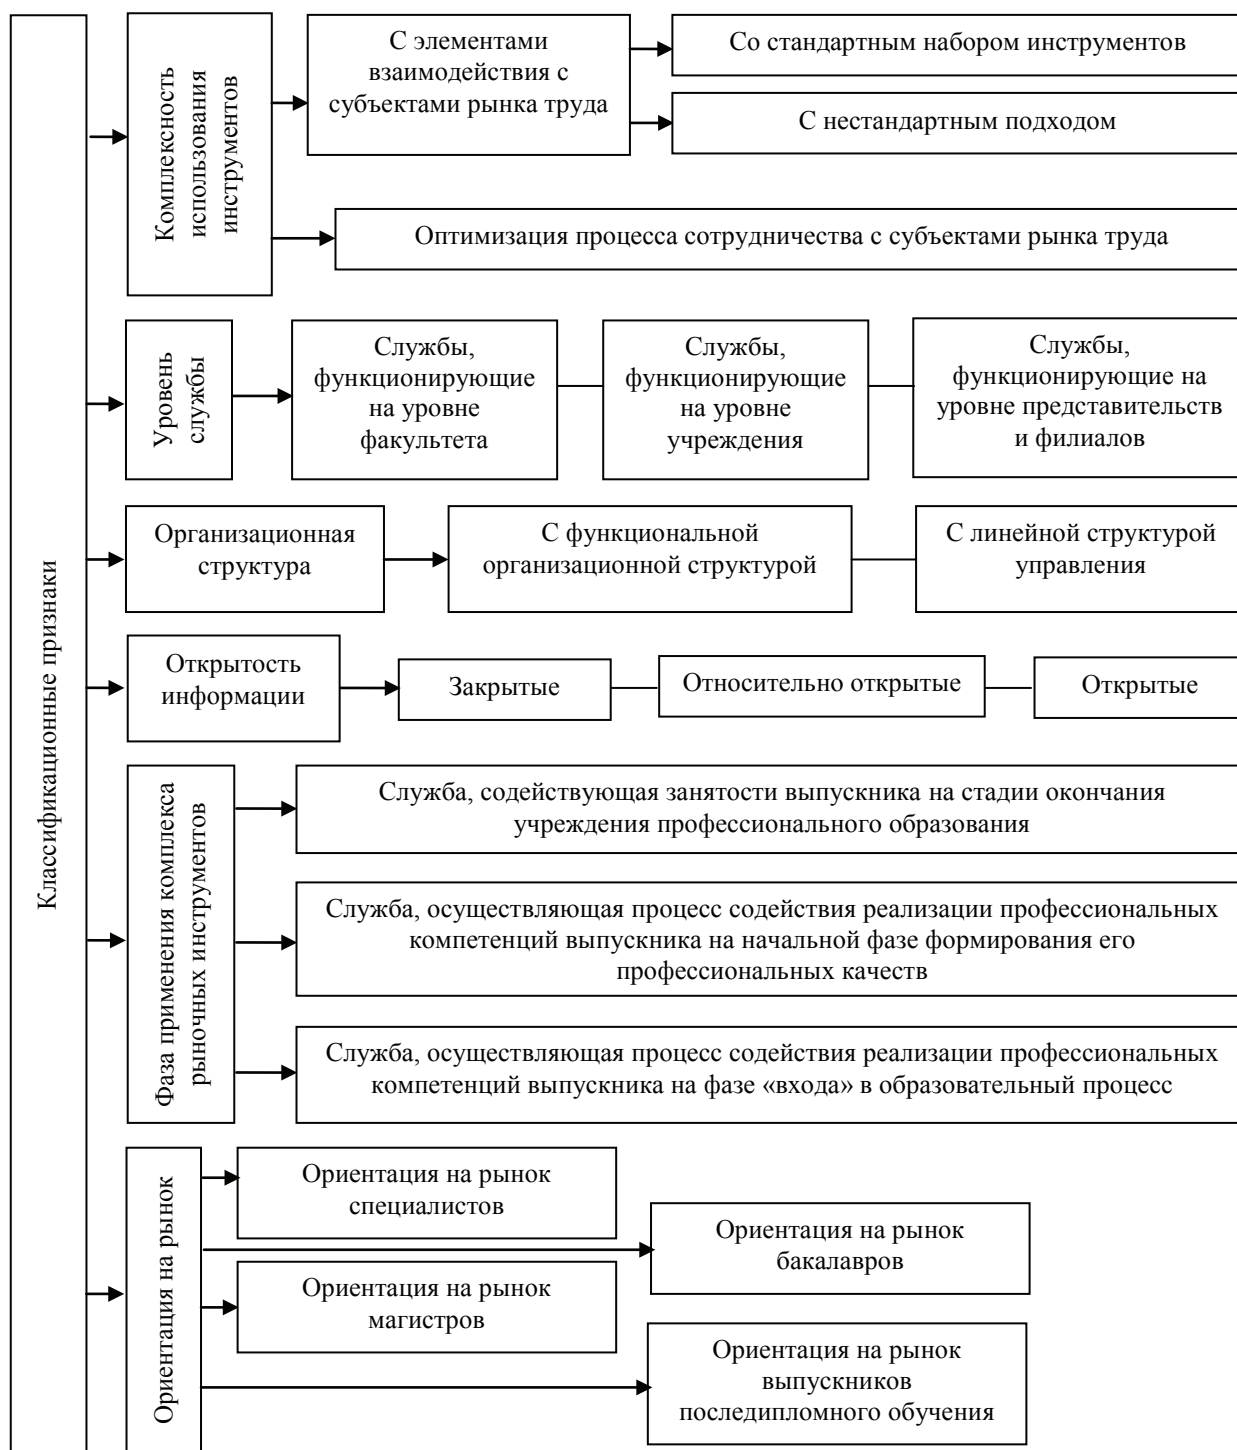 Классификационные признаки
Комплексность
использования
инструментов
С элементами
взаимодействия с
субъектами рынка труда
Со стандартным набором инструментов
С нестандартным подходом
Оптимизация процесса сотрудничества с субъектами рынка труда
Уровень
службы
Службы,
функционирующие
на уровне
факультета
Службы,
функционирующие
на уровне
учреждения
Службы,
функционирующие на
уровне представительств
и филиалов
Организационная
структура
С функциональной
организационной структурой
С линейной структурой
управления
Открытость
информации
Закрытые
Относительно открытые
Открытые
Фаза применения комплекса
рыночных инструментов
Служба, содействующая занятости выпускника на стадии окончания
учреждения профессионального образования
Служба, осуществляющая процесс содействия реализации профессиональных
компетенций выпускника на начальной фазе формирования его
профессиональных качеств
Служба, осуществляющая процесс содействия реализации профессиональных
компетенций выпускника на фазе «входа» в образовательный процесс
Ориентация на рынок
Ориентация на рынок
специалистов
Ориентация на рынок
бакалавров
Ориентация на рынок
магистров
Ориентация на рынок
выпускников
последипломного обучения